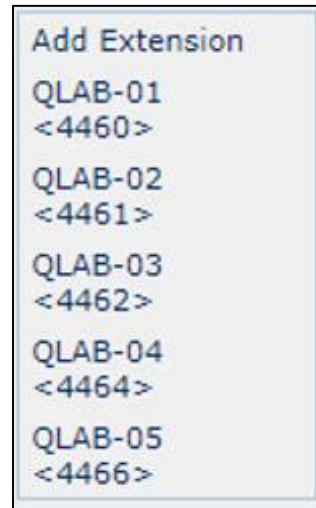 Add Extension
QLAB-01
<4460>
QLAB-02
<4461>
QLAB-03
<4462>
QLAB-04
<4464>
QLAB-05
<4466>